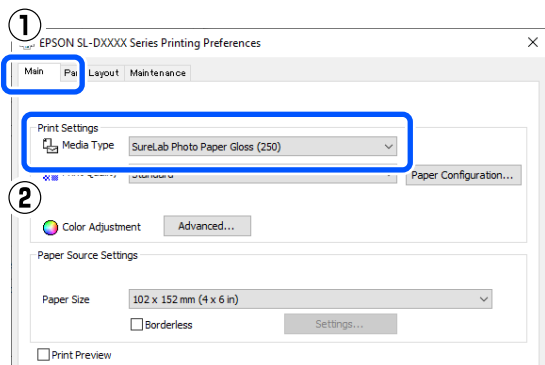 1
EPSON SL-DXXXX Series Printing Preferences
Main Layout Maintenance
Print Settings
Media Type SureLab Photo Paper Gloss (250)
Paper Configuration...
2
Color Adjustment Advanced...
Paper Source Settings
Paper Size 102 x 152 mm (4 x 6 in)
Borderless Settings...
Print Preview